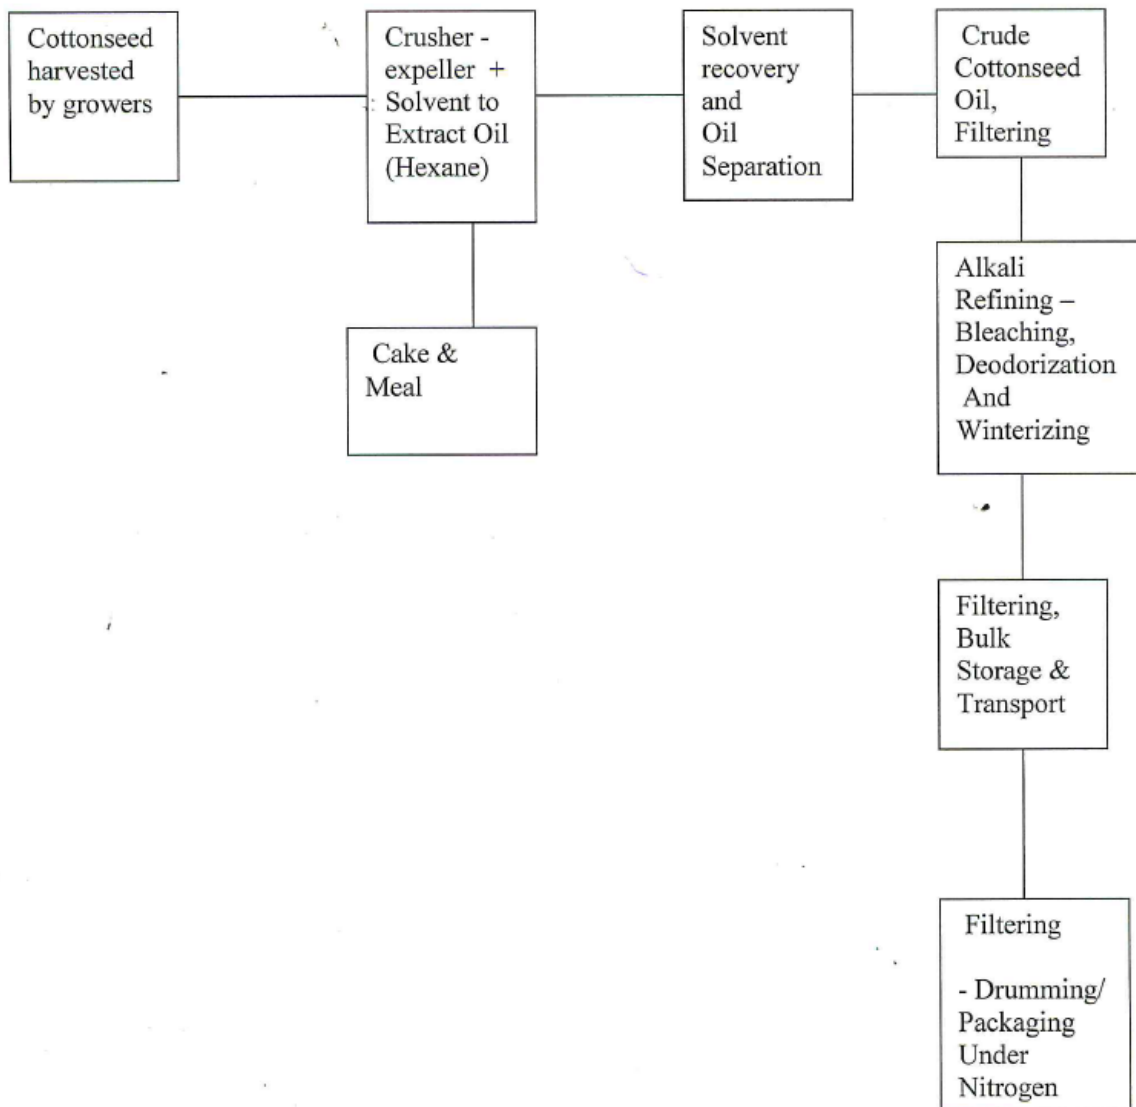 Cottonseed
harvested
by growers
Crusher -
expeller +
Solvent to
Extract Oil
(Hexane)
Solvent
recovery
and
Oil
Separation
Crude
Cottonseed
Oil,
Filtering
Cake &
Meal
Alkali
Refining –
Bleaching,
Deodorization
And
Winterizing
Filtering,
Bulk
Storage &
Transport
Filtering
- Drumming/
Packaging
Under
Nitrogen